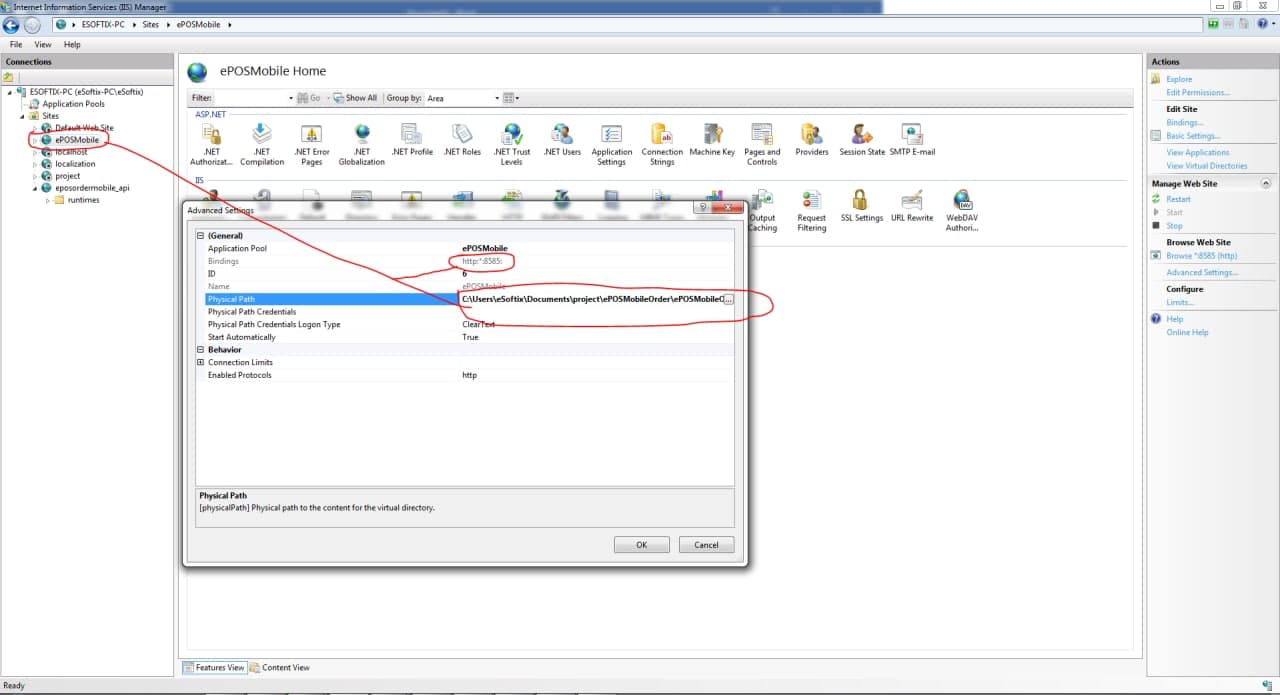 Internet Information Services (IIS) Manager
ESOFTIX-PC
Sites
ePOSMobile
File View Help
Connections
ESOFTIX-PC (eSoftix-PC\eSoftix)
Application Pools
Sites
Default Web Site
ePOSMobile
localhost
localization
project
eposordermobile_api
runtimes
ePOSMobile Home
Filter: Go Show All Group by: Area
ASP.NET
.NET Authorizat...
.NET Compilation
.NET Error Pages
.NET Globalization
.NET Profile
.NET Roles
.NET Trust Levels
.NET Users
Application Settings
Connection Strings
Machine Key
Pages and Controls
Providers
Session State
SMTP E-mail
IIS
Output Caching
Request Filtering
SSL Settings
URL Rewrite
WebDAV Authori...
Advanced Settings
(General)
Application Pool ePOSMobile
Bindings http:*:8585:
ID 6
Name ePOSMobile
Physical Path C:\Users\eSoftix\Documents\project\ePOSMobileOrder\ePOSMobileO ...
Physical Path Credentials
Physical Path Credentials Logon Type ClearText
Start Automatically True
Behavior
Connection Limits
Enabled Protocols http
Physical Path
[physicalPath] Physical path to the content for the virtual directory.
OK Cancel
Features View Content View
Ready
Actions
Explore
Edit Permissions...
Edit Site
Bindings...
Basic Settings...
View Applications
View Virtual Directories
Manage Web Site
Restart
Start
Stop
Browse Web Site
Browse *:8585 (http)
Advanced Settings...
Configure
Limits...
Help
Online Help